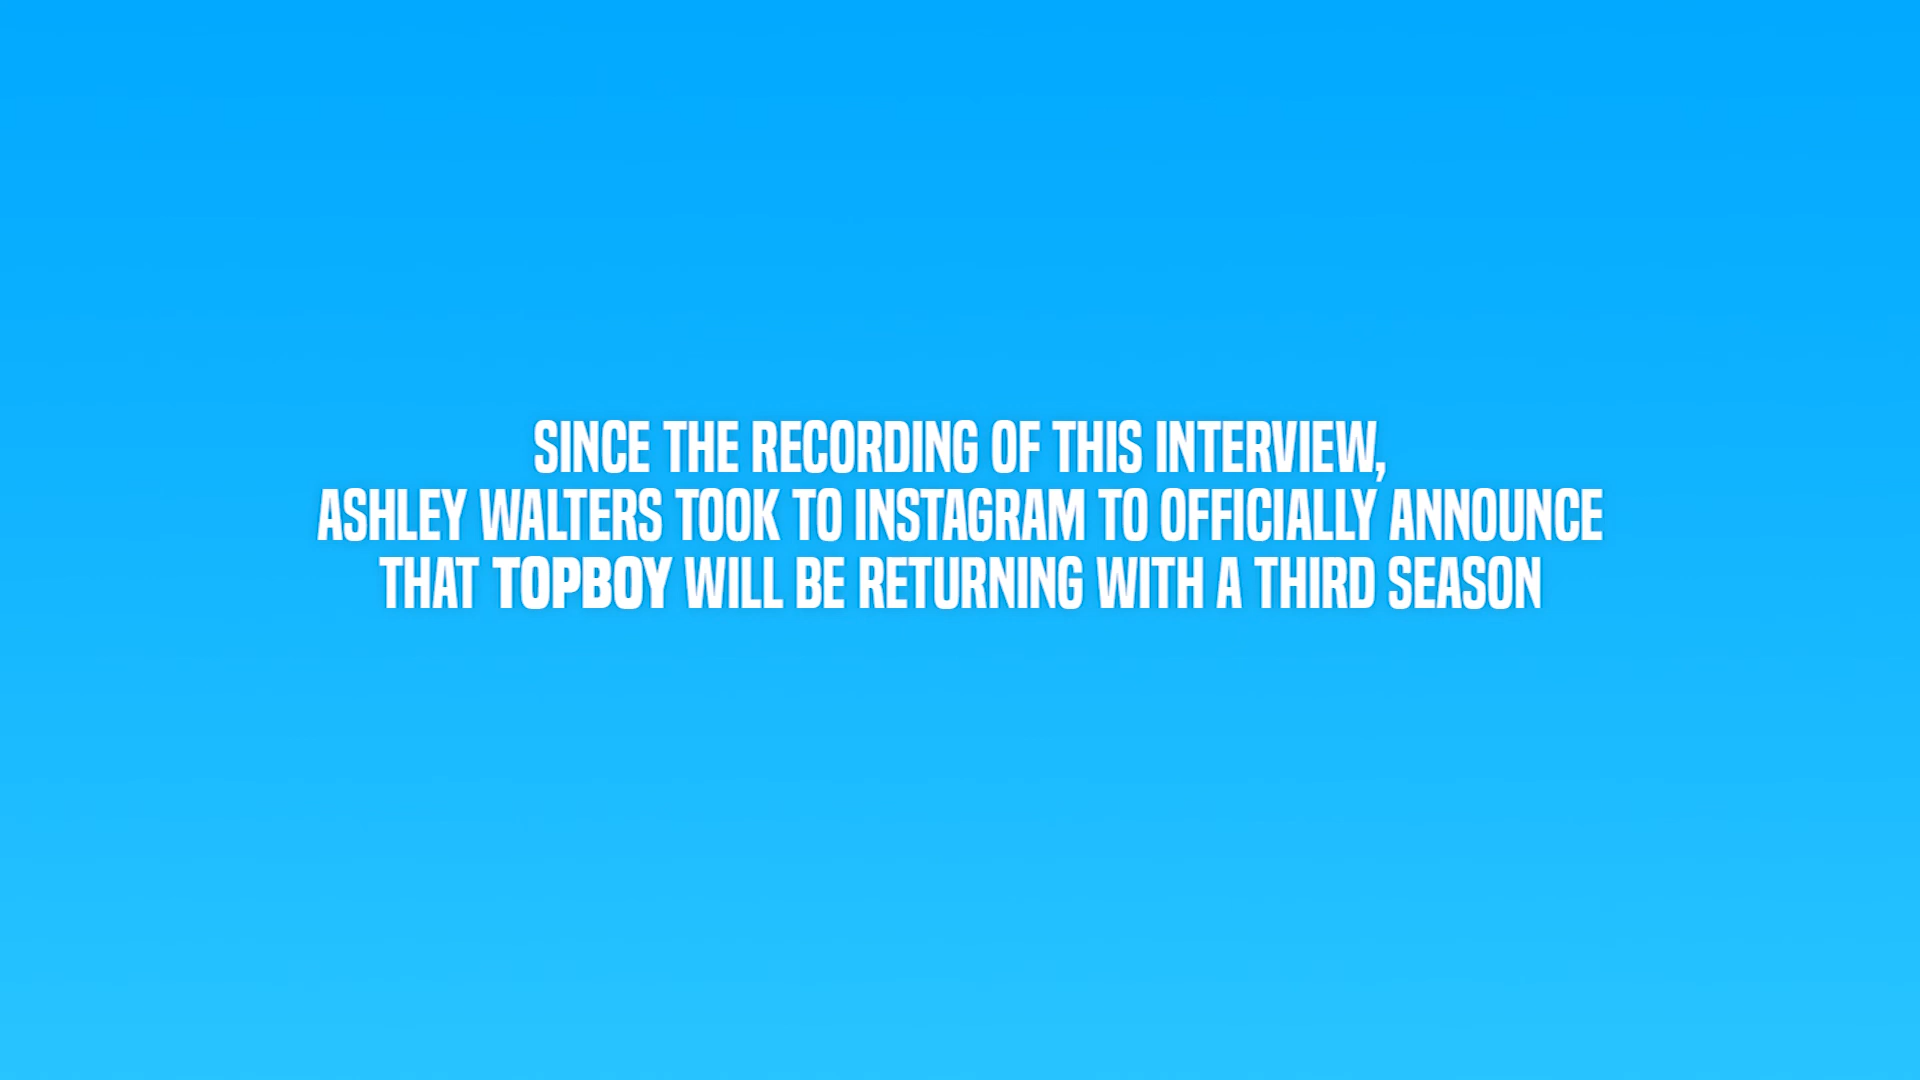 SINCE THE RECORDING OF THIS INTERVIEW,
ASHLEY WALTERS TOOK TO INSTAGRAM TO OFFICIALLY ANNOUNCE
THAT TOPBOY WILL BE RETURNING WITH A THIRD SEASON